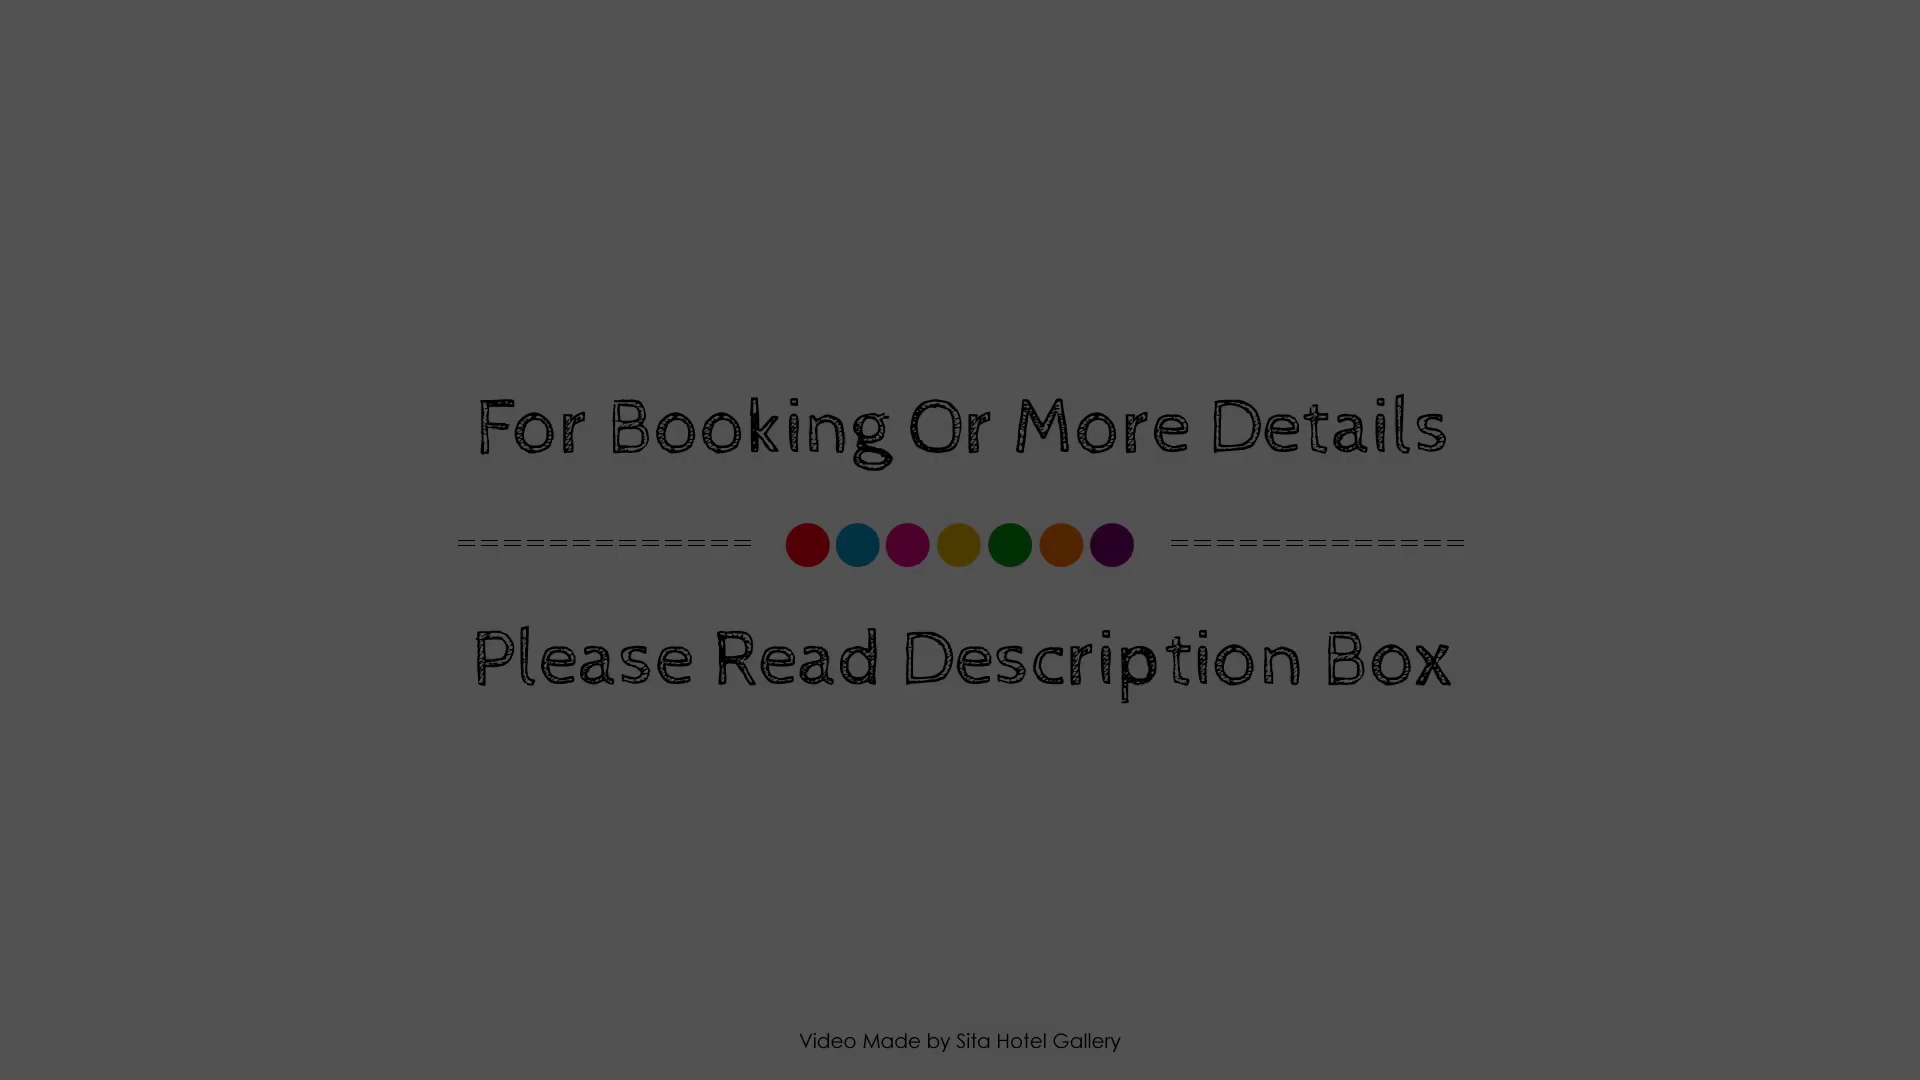 For Booking Or More Details
============= =============
Please Read Description Box
Video Made by Sita Hotel Gallery